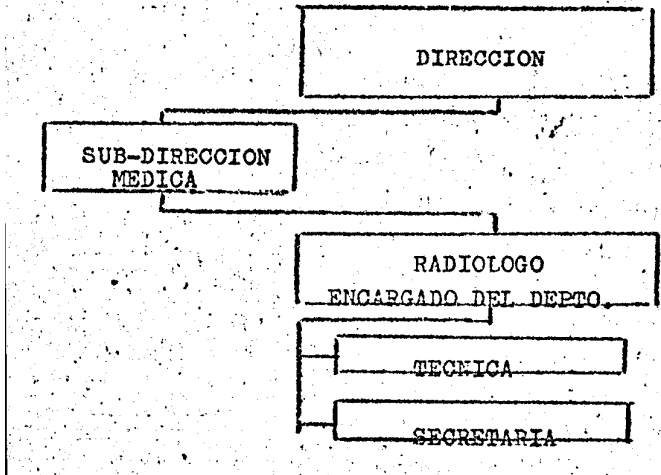 DIRECCION
SUB-DIRECCION
MEDICA
RADIOLOGO
ENCARGADO DEL DEPTO.
TECNICA
SECRETARIA